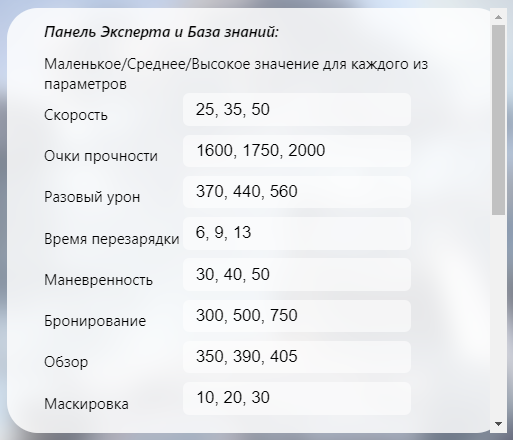 Панель Эксперта и База знаний:
Маленькое/Среднее/Высокое значение для каждого из
параметров
Скорость 25, 35, 50
Очки прочности 1600, 1750, 2000
Разовый урон 370, 440, 560
Время перезарядки 6, 9, 13
Маневренность 30, 40, 50
Бронирование 300, 500, 750
Обзор 350, 390, 405
Маскировка 10, 20, 30